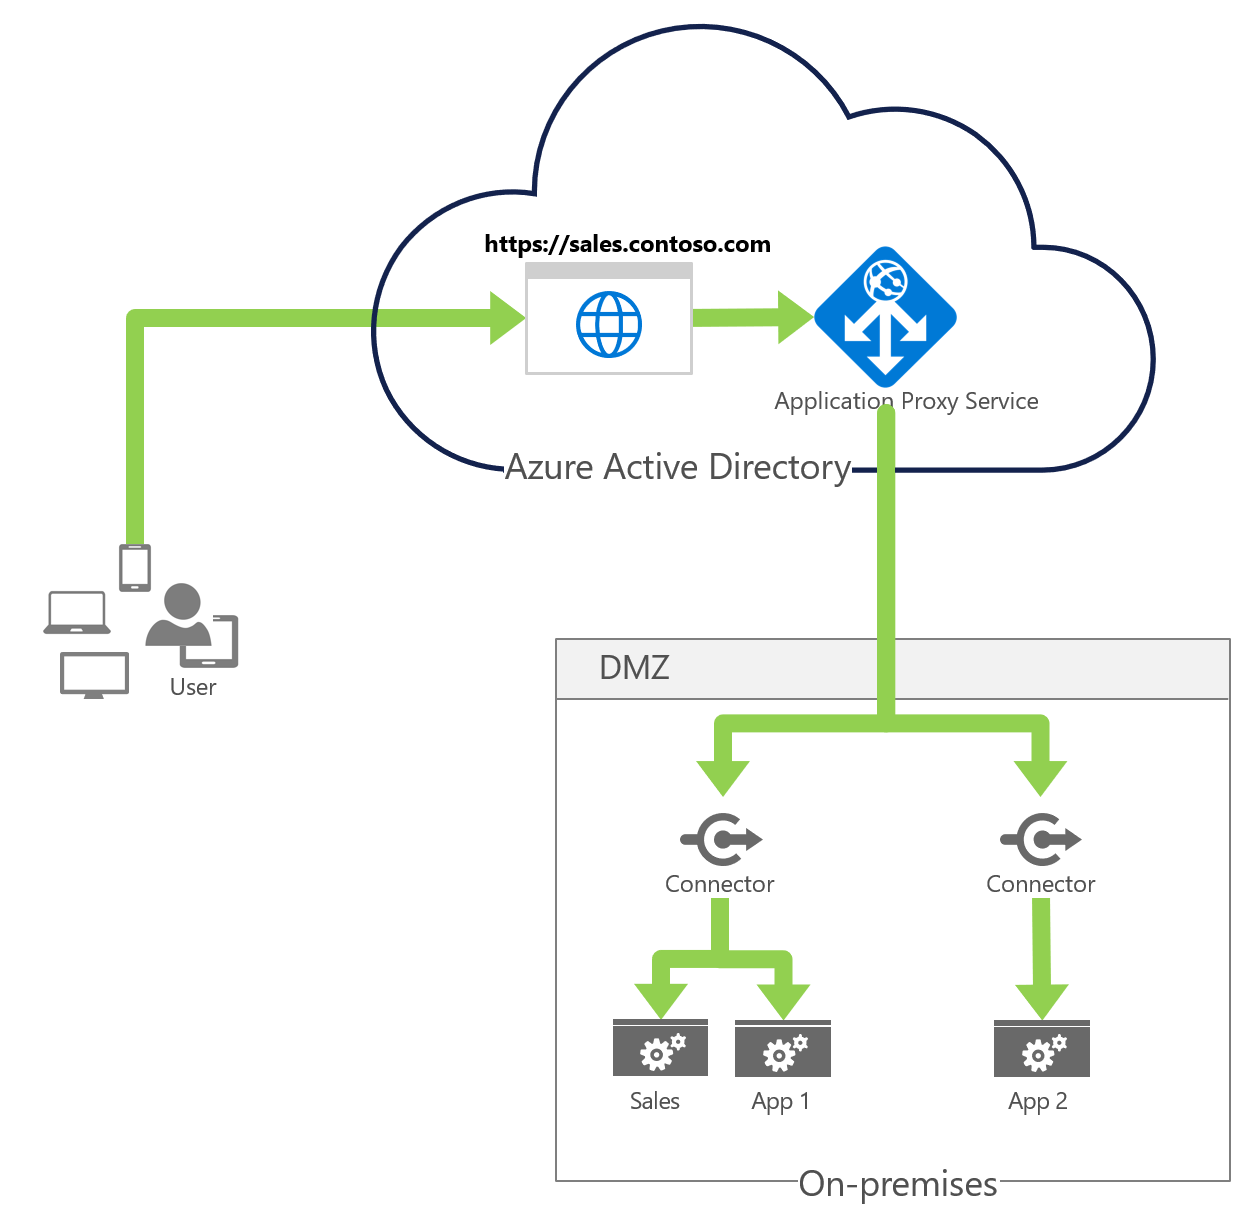 https://sales.contoso.com
Application Proxy Service
Azure Active Directory
User
DMZ
Connector
Connector
Sales
App 1
App 2
On-premises